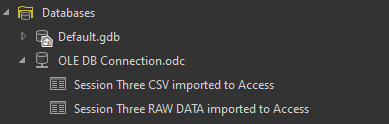 Databases
Default.gdb
OLE DB Connection.odc
Session Three CSV imported to Access
Session Three RAW DATA imported to Access